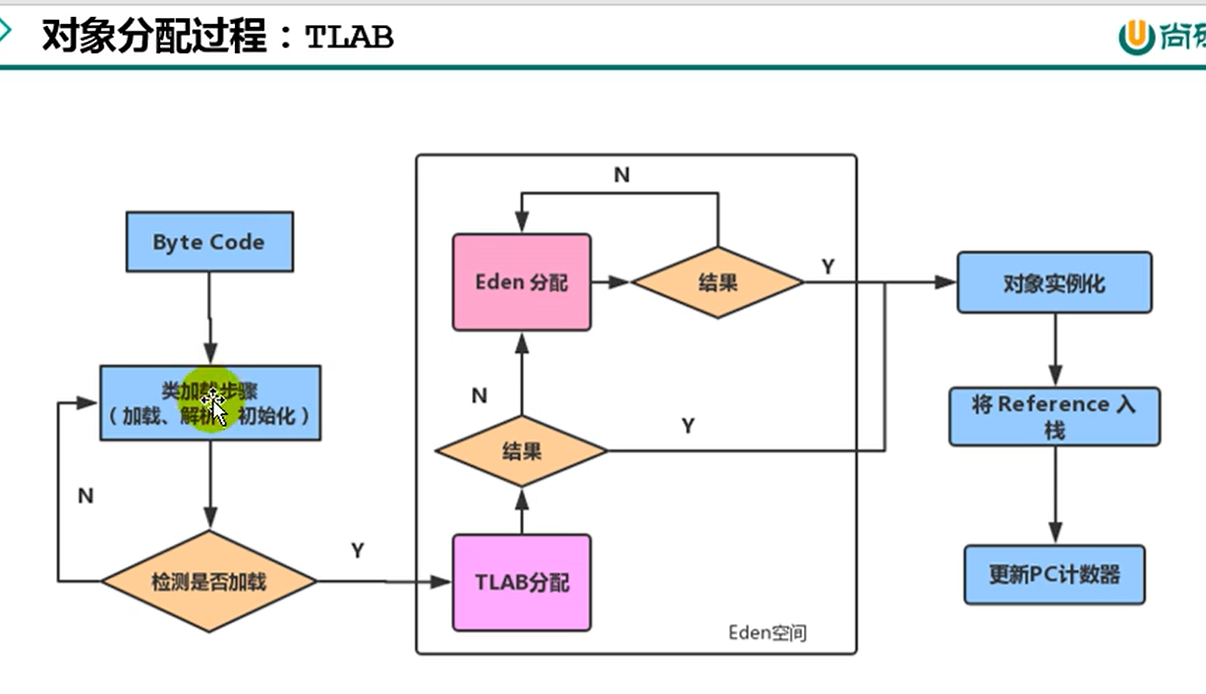 对象分配过程：TLAB
尚
Byte Code
类加载步骤
（加载、解析、初始化）
N
检测是否加载
Y
N
Eden 分配
结果
Y
N
结果
Y
TLAB分配
Eden空间
对象实例化
将 Reference 入
栈
更新PC计数器